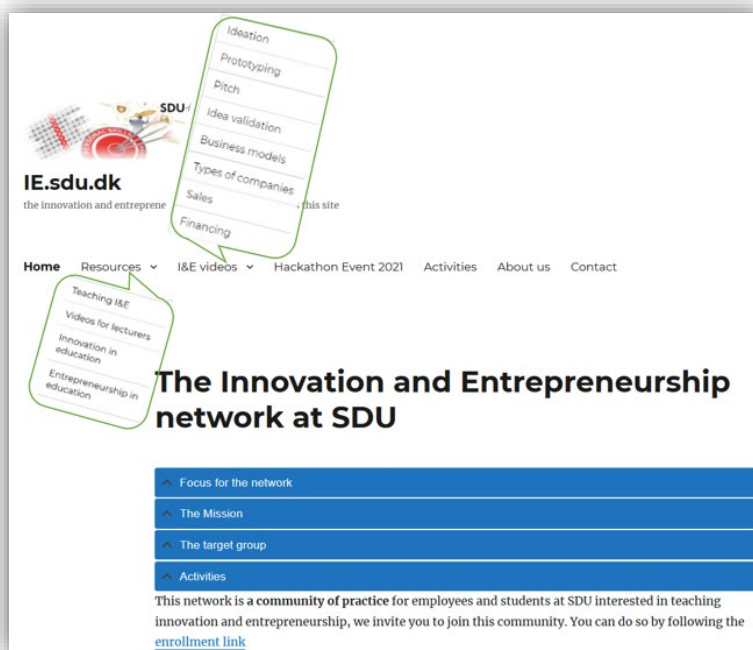 Ideation
Prototyping
Pitch
Idea validation
Business models
Types of companies
Sales
Financing
SDU
IE.sdu.dk
the innovation and entreprene this site
Home Resources I&E videos Hackathon Event 2021 Activities About us Contact
Teaching I&E
Videos for lecturers
Innovation in
education
Entrepreneurship in
education
The Innovation and Entrepreneurship
network at SDU
Focus for the network
The Mission
The target group
Activities
This network is a community of practice for employees and students at SDU interested in teaching
innovation and entrepreneurship, we invite you to join this community. You can do so by following the
enrollment link